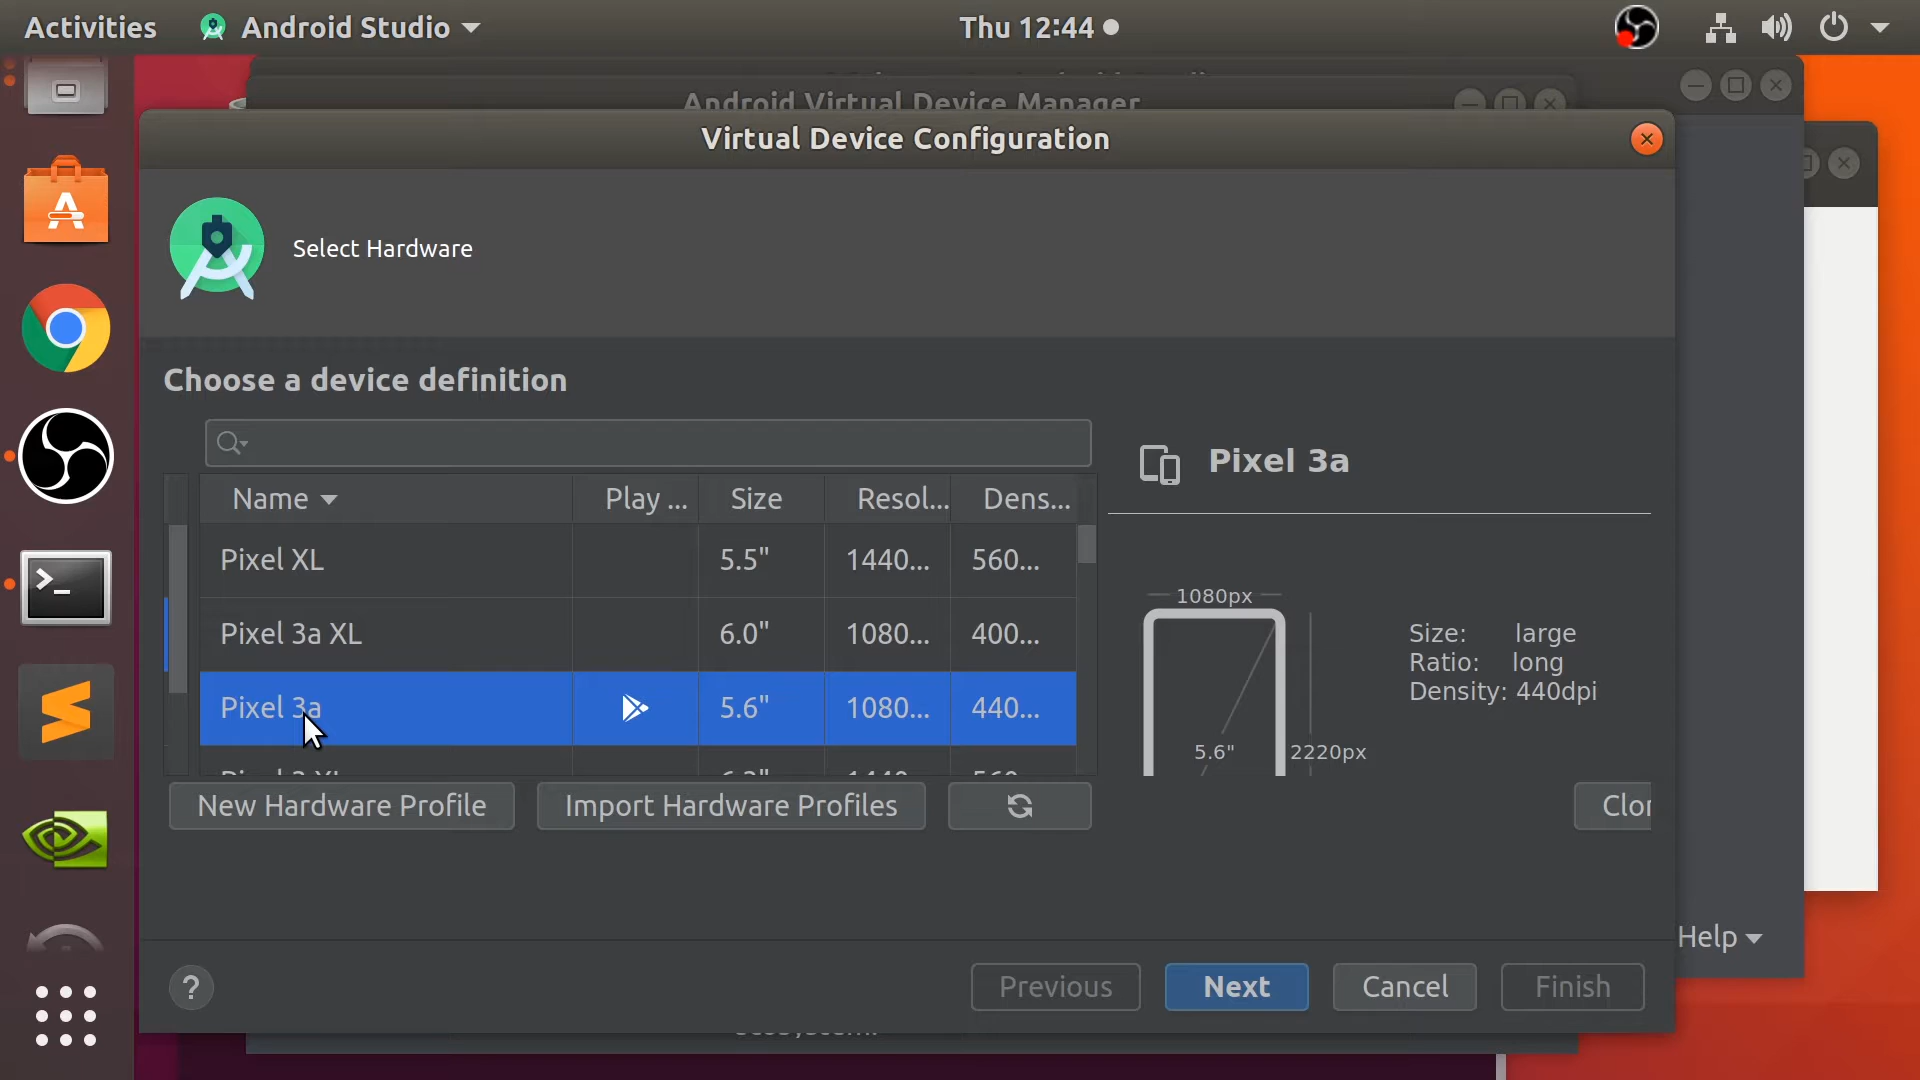 Activities
Android Studio
Thu 12:44
Android Virtual Device Manager
Virtual Device Configuration
Select Hardware
Choose a device definition
Pixel 3a
Name Play ... Size Resol... Dens...
Pixel XL 5.5" 1440... 560...
Pixel 3a XL 6.0" 1080... 400...
Pixel 3a 5.6" 1080... 440...
1080px
5.6"
2220px
Size: large
Ratio: long
Density: 440dpi
New Hardware Profile
Import Hardware Profiles
Clon
Help
?
Previous
Next
Cancel
Finish